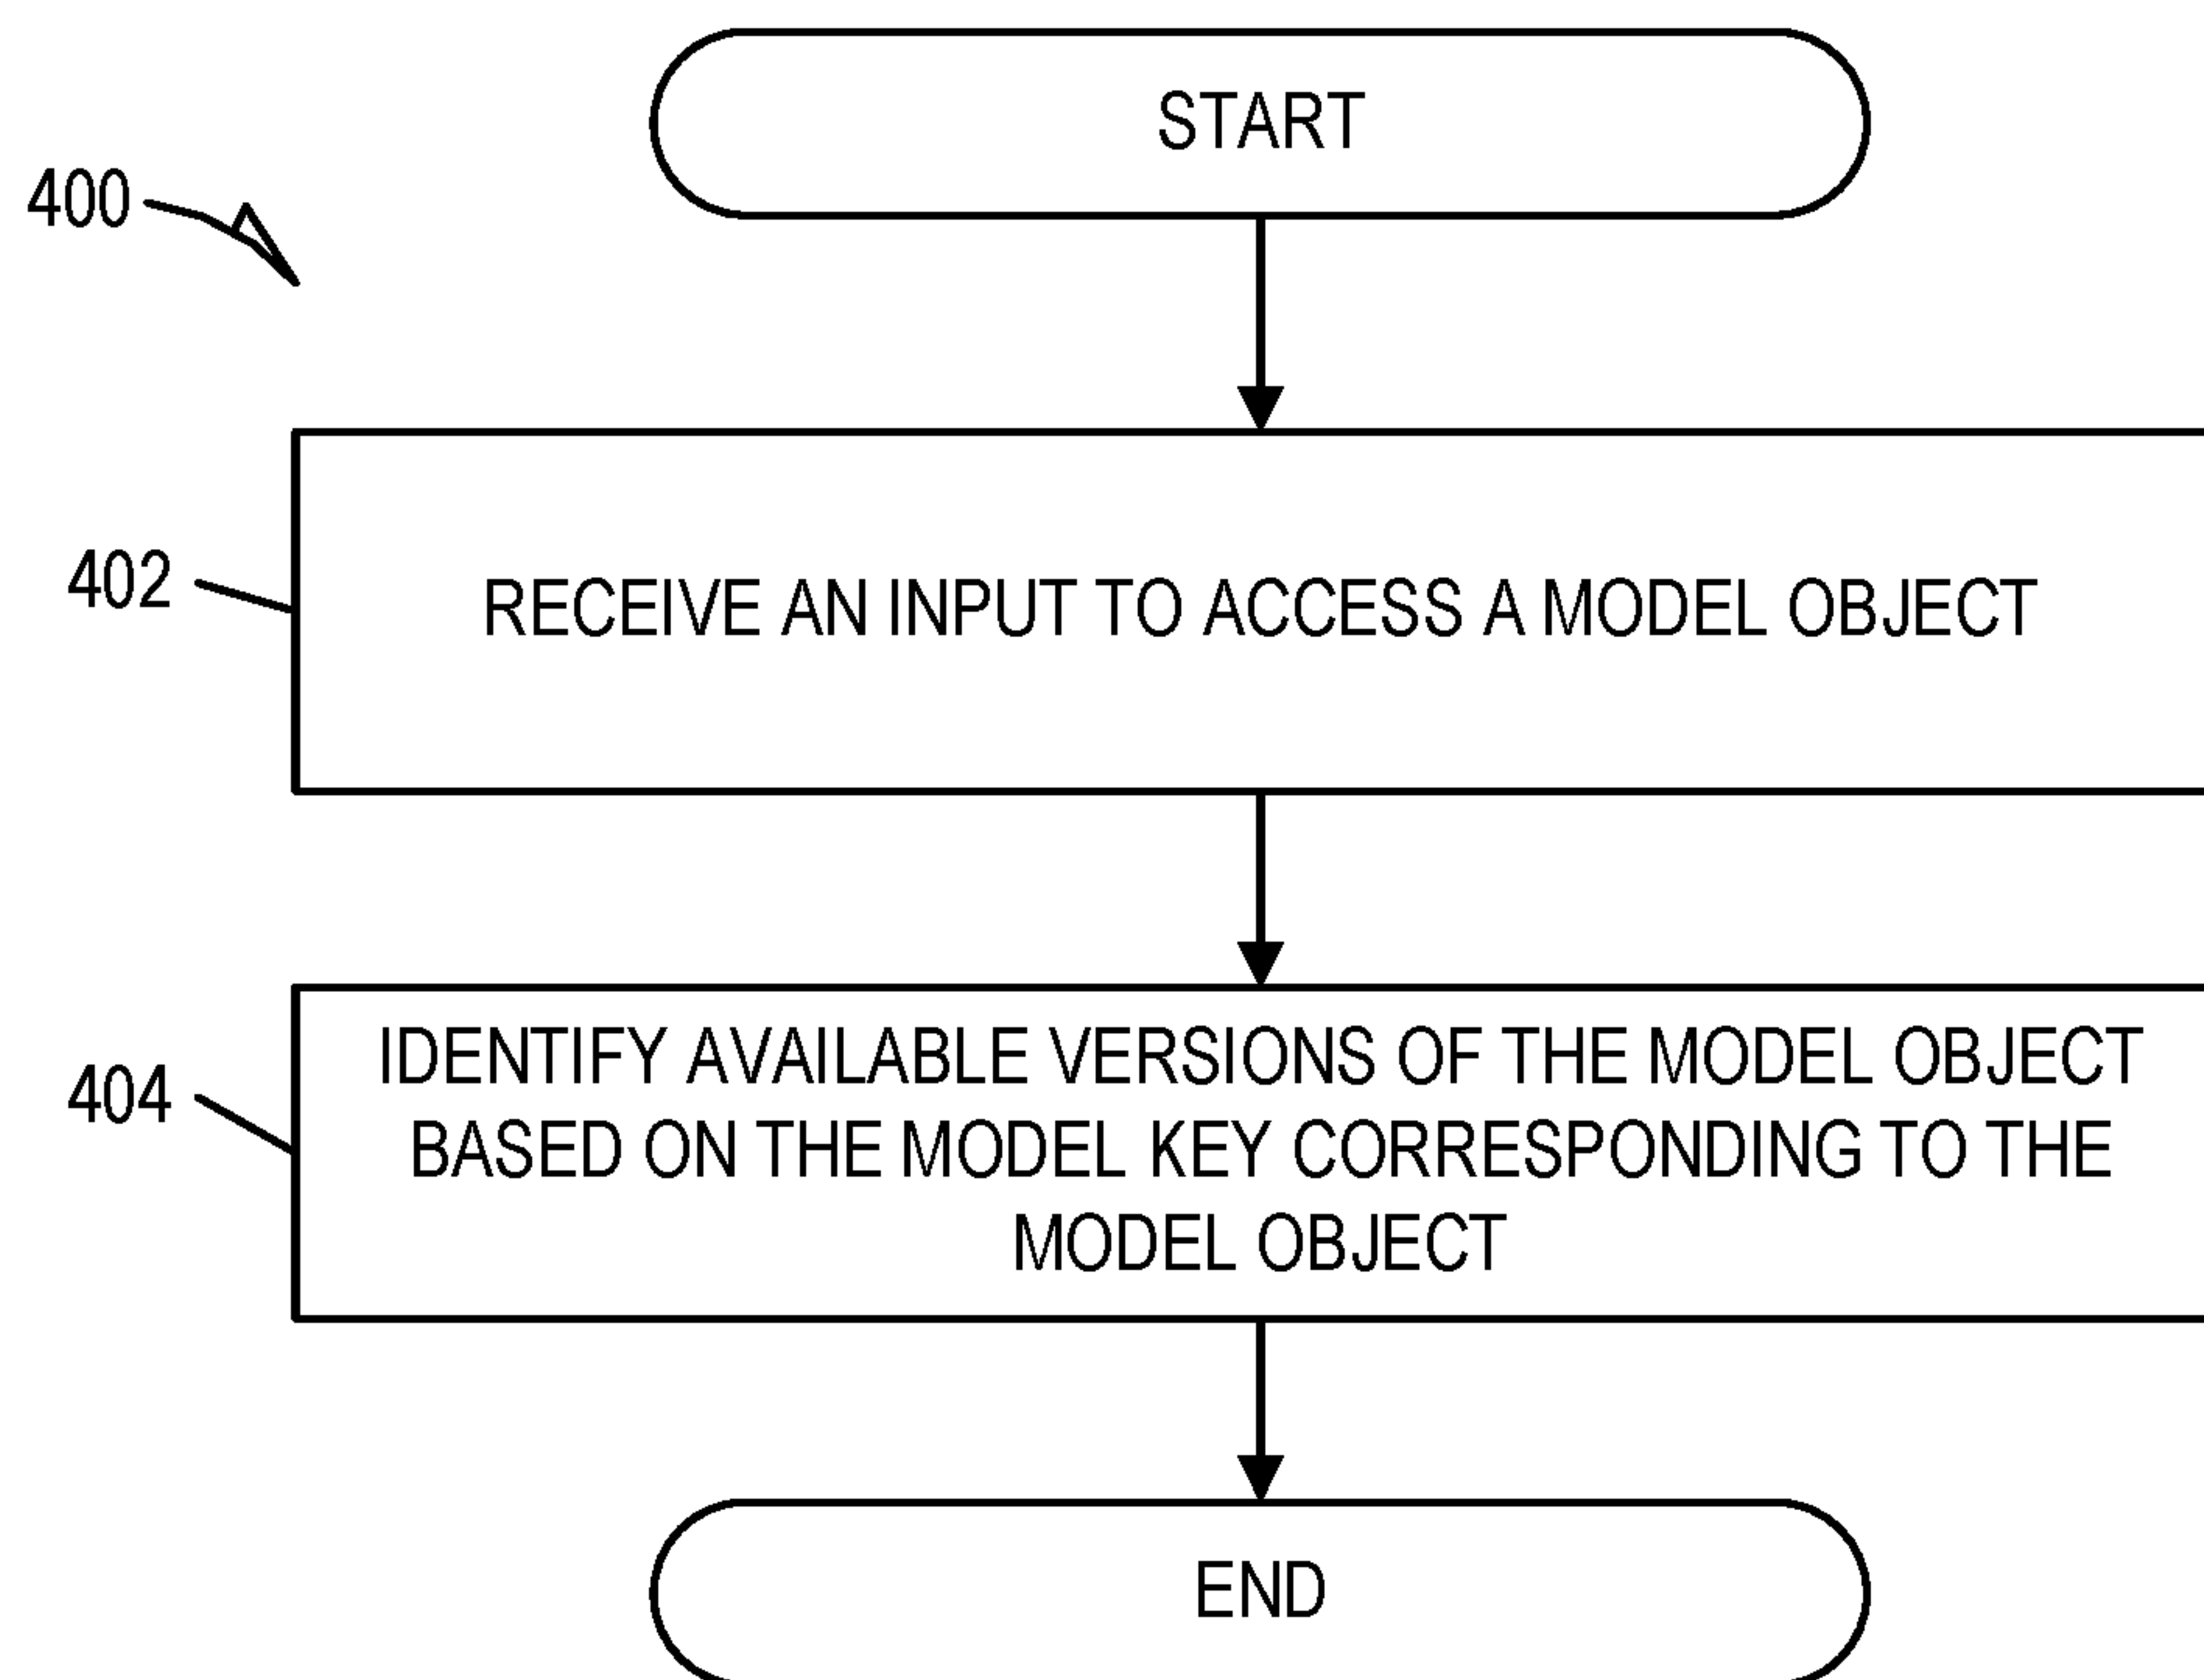 START
400
402
RECEIVE AN INPUT TO ACCESS A MODEL OBJECT
IDENTIFY AVAILABLE VERSIONS OF THE MODEL OBJECT
404
BASED ON THE MODEL KEY CORRESPONDING TO THE
MODEL OBJECT
END